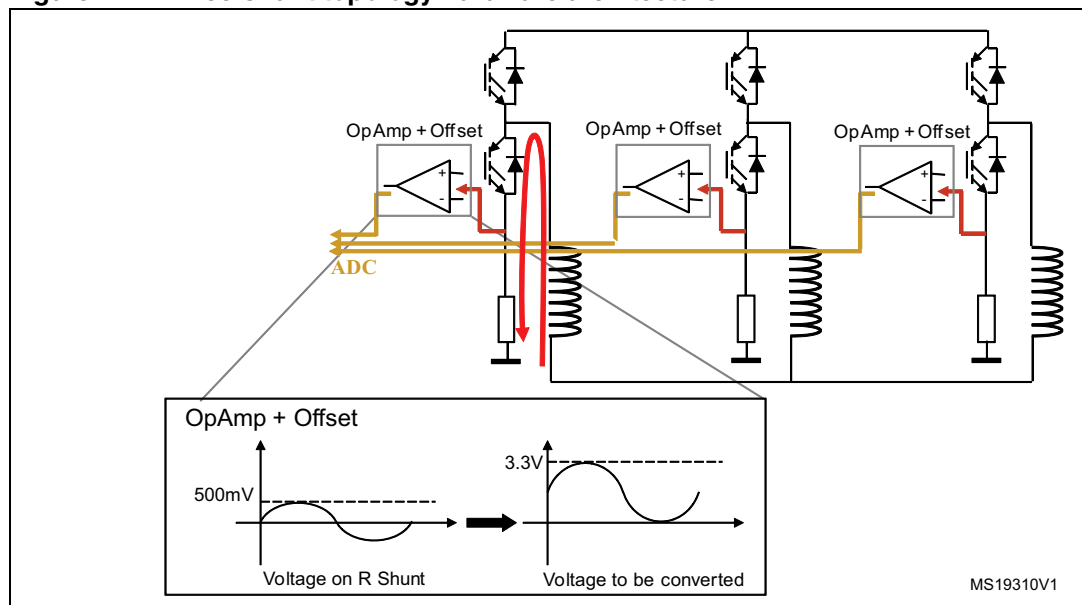 OpAmp + Offset
OpAmp + Offset
OpAmp + Offset
+
-
+
-
+
-
ADC
OpAmp + Offset
3.3V
500mV
Voltage on R Shunt
Voltage to be converted
MS19310V1